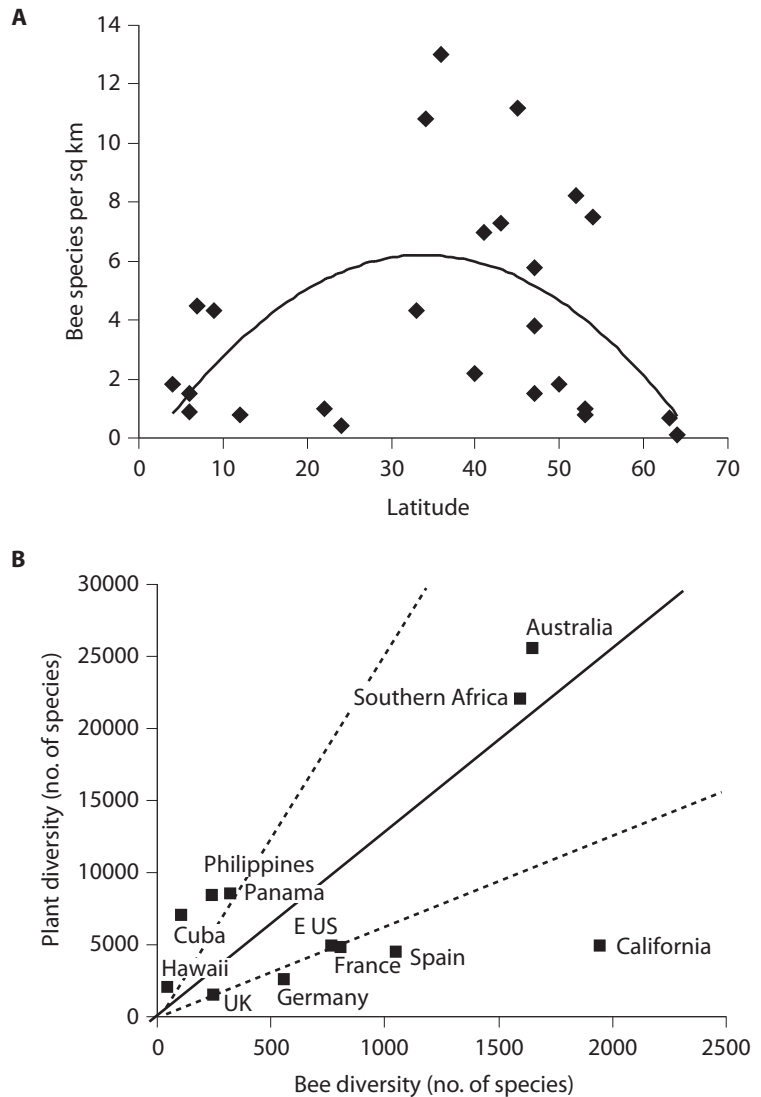 A
Bee species per sq km
14
12
10
8
6
4
2
0
0 10 20 30 40 50 60 70
Latitude
B
Plant diversity (no. of species)
30000
25000
20000
15000
10000
5000
0
Australia
Southern Africa
Philippines
Panama
Cuba
E US
Hawaii
France
Spain
California
UK
Germany
0 500 1000 1500 2000 2500
Bee diversity (no. of species)